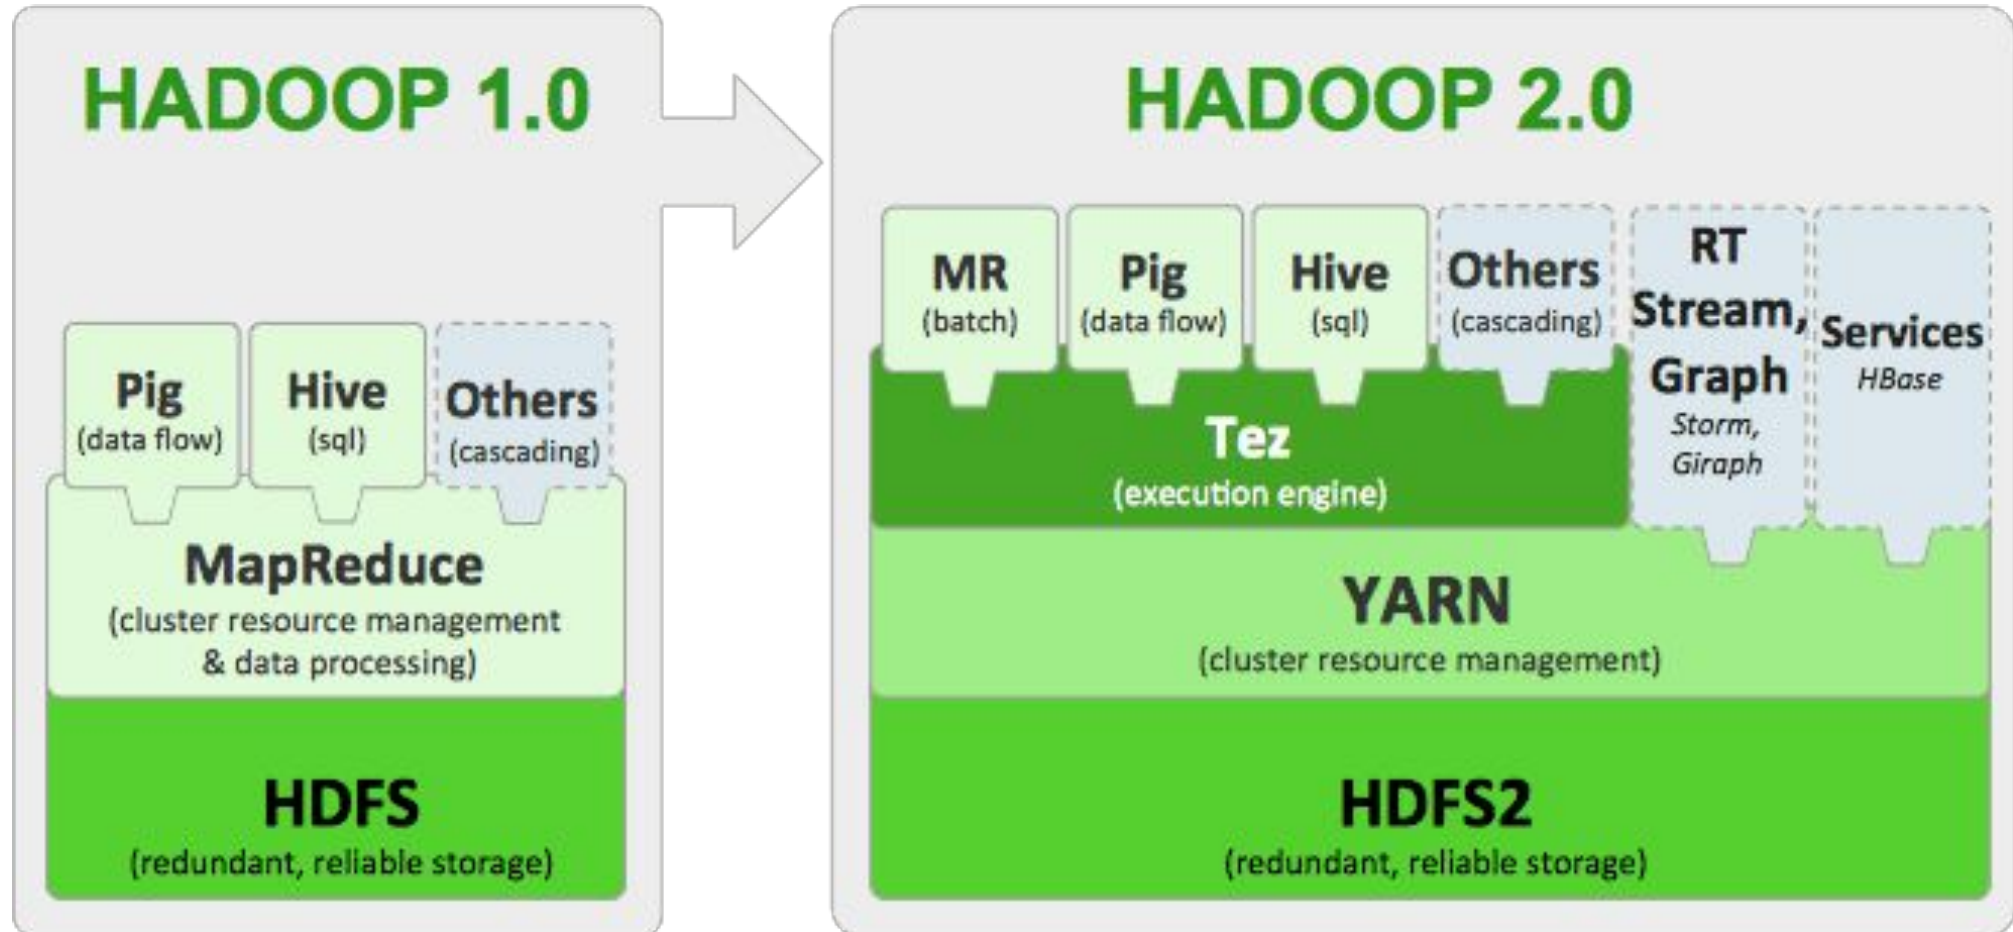 HADOOP 1.0
Pig
(data flow)
Hive
(sql)
Others
(cascading)
MapReduce
(cluster resource management
& data processing)
HDFS
(redundant, reliable storage)
HADOOP 2.0
MR
(batch)
Pig
(data flow)
Hive
(sql)
Others
(cascading)
RT
Stream,
Graph
Storm,
Giraph
Services
HBase
Tez
(execution engine)
YARN
(cluster resource management)
HDFS2
(redundant, reliable storage)